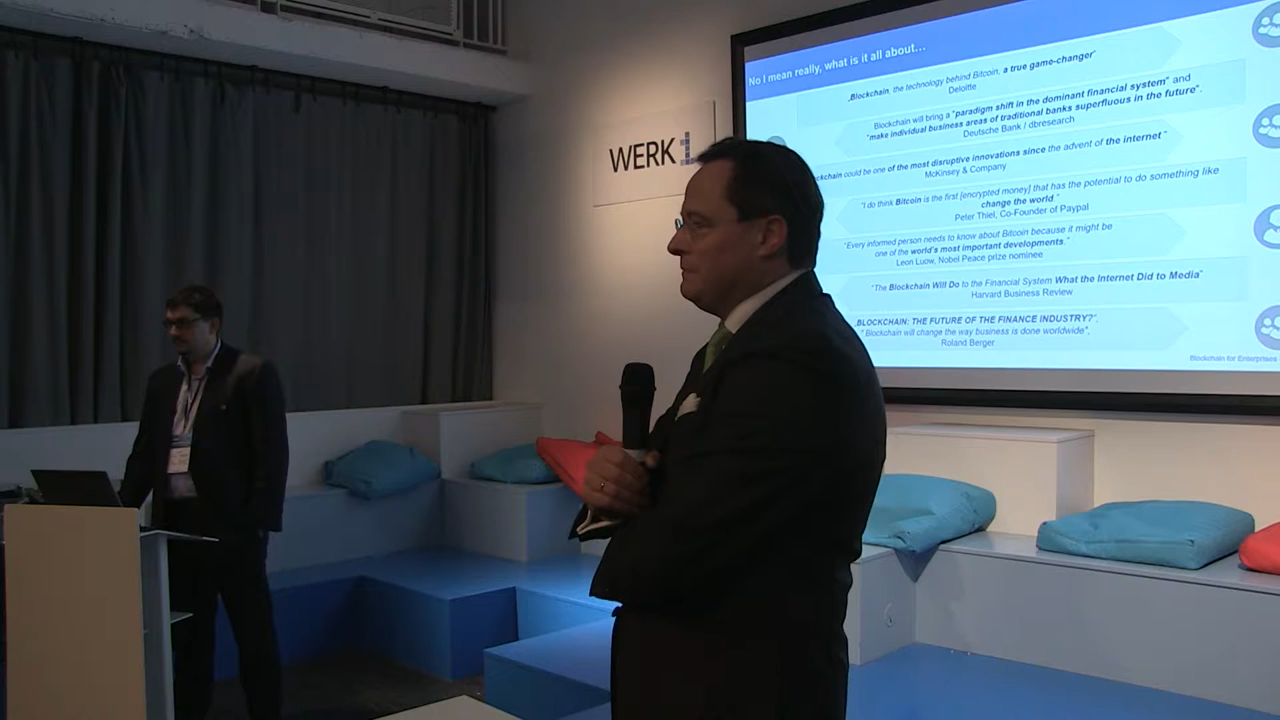 No I mean really, what is it all about...
„Blockchain, the technology behind Bitcoin, a true game-changer"
Deloitte
Blockchain will bring a "paradigm shift in the dominant financial system" and
"make individual business areas of traditional banks superfluous in the future".
Deutsche Bank / dbresearch
ckchain could be one of the most disruptive innovations since the advent of the internet "
McKinsey & Company
"I do think Bitcoin is the first [encrypted money] that has the potential to do something like
change the world."
Peter Thiel, Co-Founder of Paypal
"Every informed person needs to know about Bitcoin because it might be
one of the world's most important developments."
Leon Luow, Nobel Peace prize nominee
"The Blockchain Will Do to the Financial System What the Internet Did to Media"
Harvard Business Review
„BLOCKCHAIN: THE FUTURE OF THE FINANCE INDUSTRY?",
" Blockchain will change the way business is done worldwide",
Roland Berger
Blockchain for Enterprises
WERK1